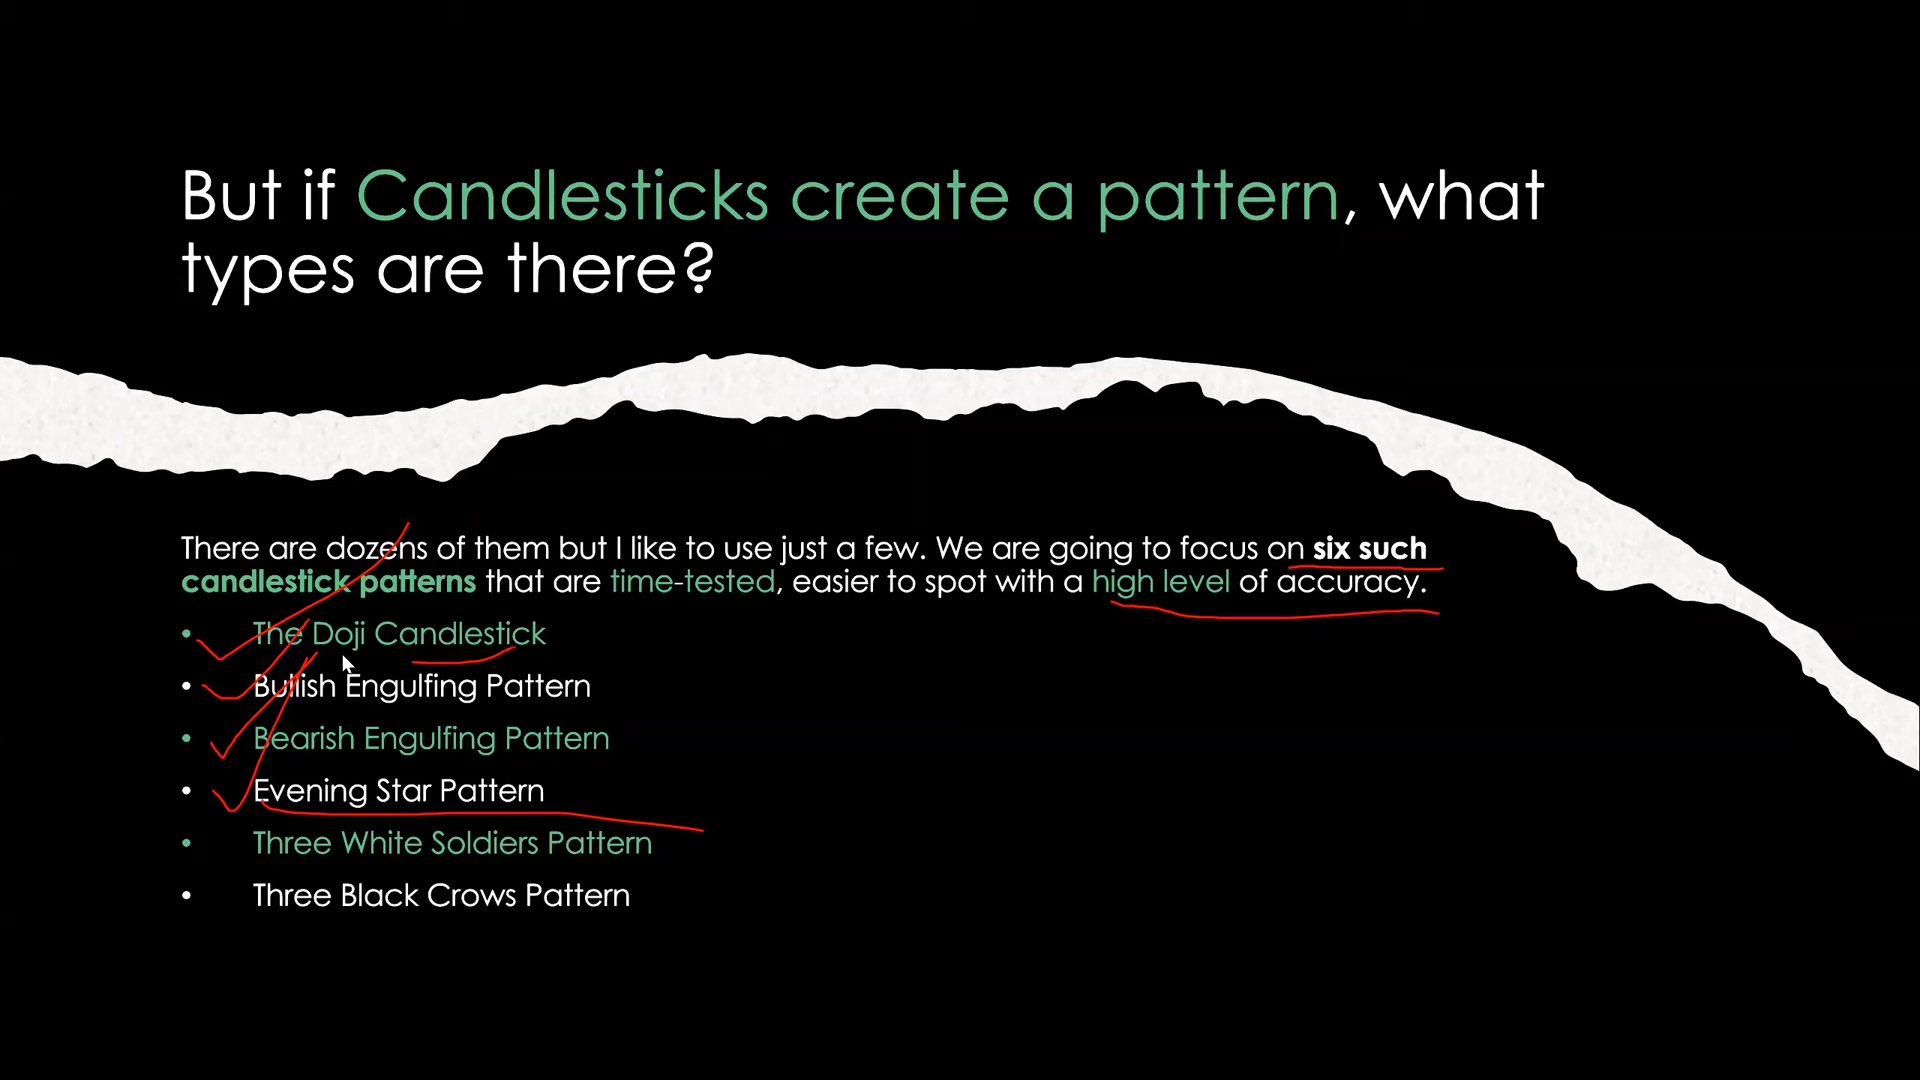 But if Candlesticks create a pattern, what
types are there?
There are dozens of them but I like to use just a few. We are going to focus on six such
candlestick patterns that are time-tested, easier to spot with a high level of accuracy.
• The Doji Candlestick
• Bullish Engulfing Pattern
• Bearish Engulfing Pattern
• Evening Star Pattern
• Three White Soldiers Pattern
• Three Black Crows Pattern